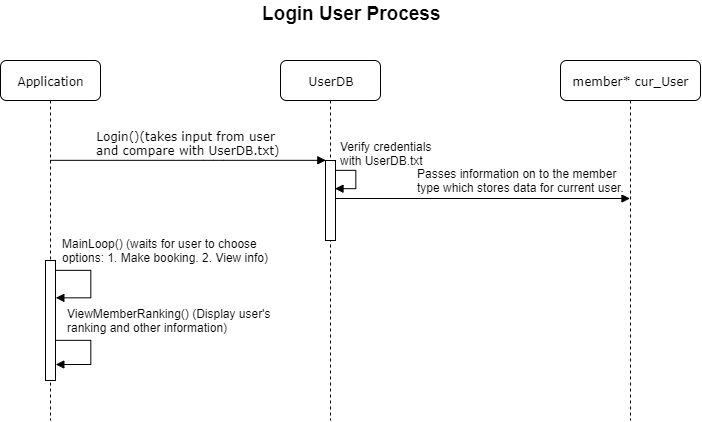 Login User Process
Application
UserDB
member* cur_User
Login()(takes input from user
and compare with UserDB.txt)
Verify credentials
with UserDB.txt
Passes information on to the member
type which stores data for current user.
MainLoop() (waits for user to choose
options: 1. Make booking. 2. View info)
ViewMemberRanking() (Display user's
ranking and other information)